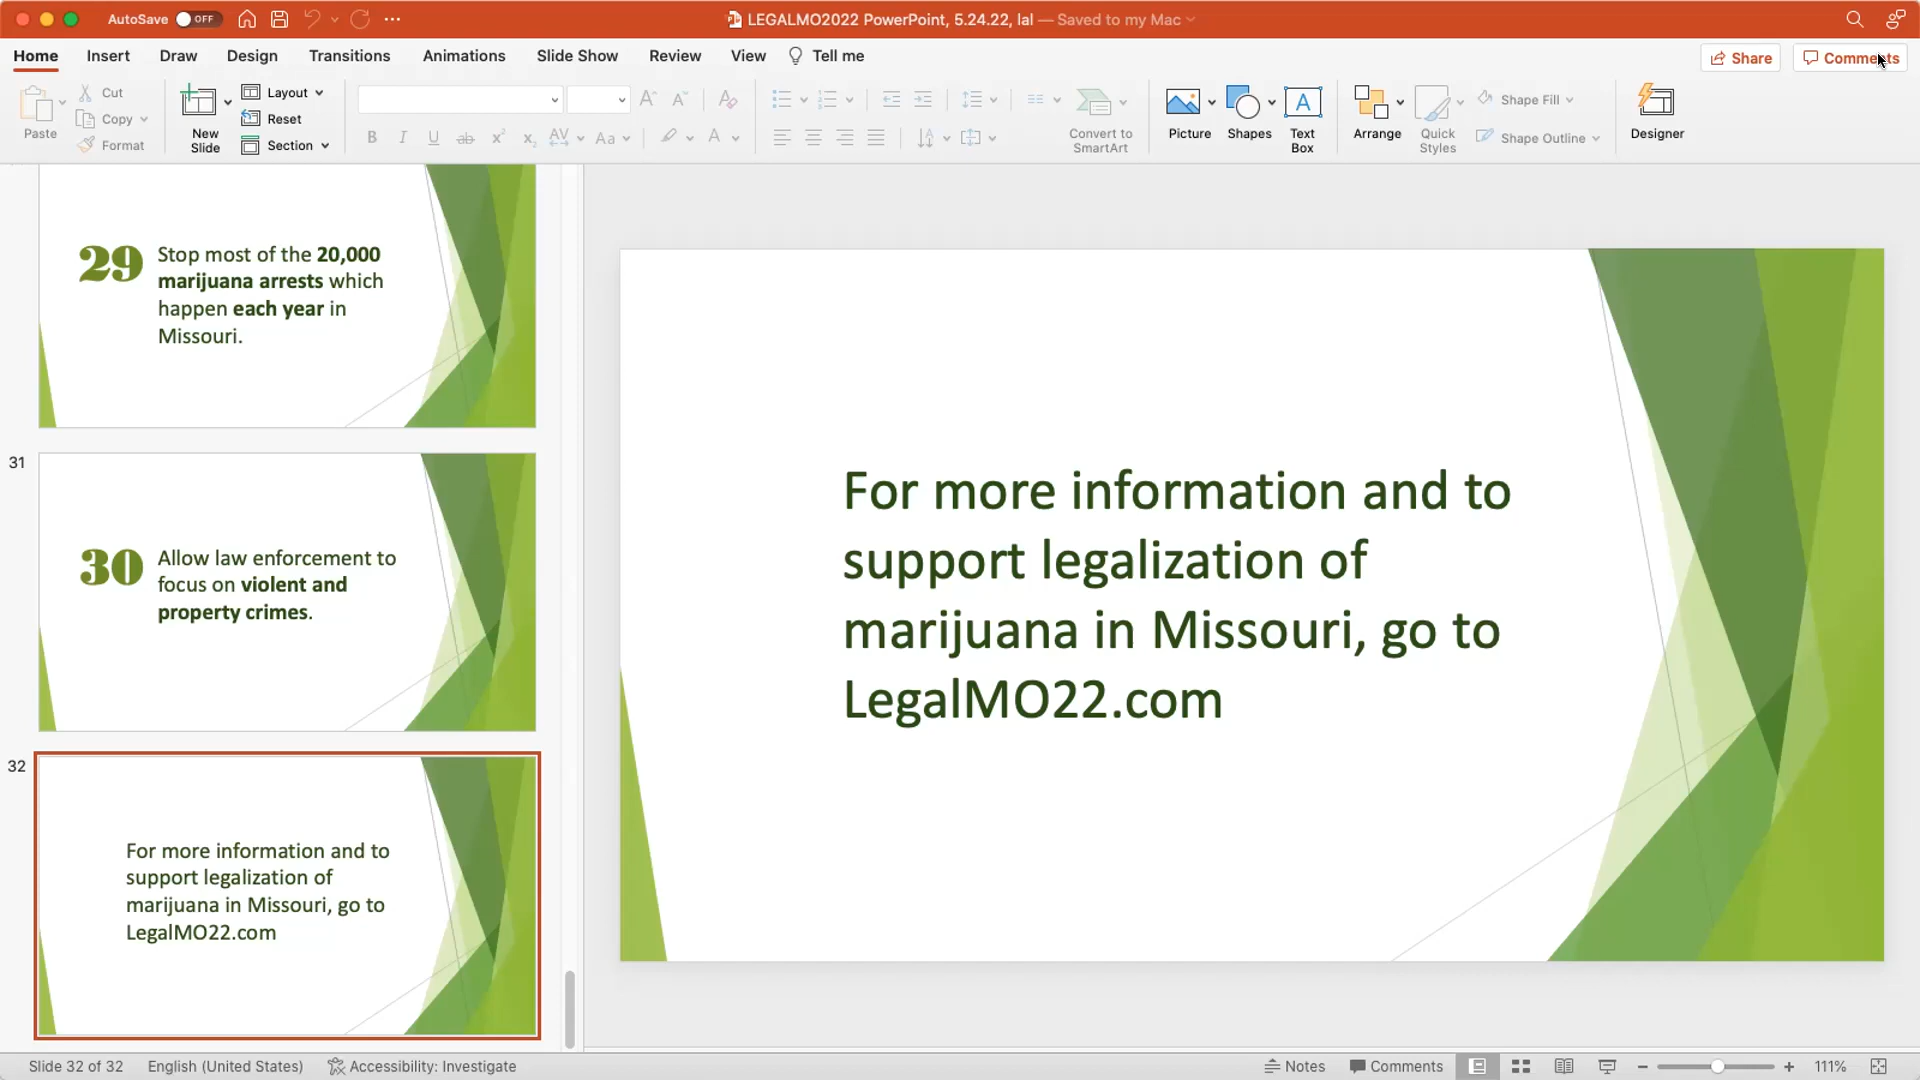 AutoSave OFF
LEGALMO2022 PowerPoint, 5.24.22, lal — Saved to my Mac
Home Insert Draw Design Transitions Animations Slide Show Review View Tell me
Share Comments
Paste
Cut
Copy
Format
New
Slide
Layout
Reset
Section
B I U ab x² x₂ AV Aa A
Convert to
SmartArt
Picture
Shapes
Text
Box
Arrange
Quick
Styles
Shape Fill
Shape Outline
Designer
29
Stop most of the 20,000
marijuana arrests which
happen each year in
Missouri.
31
30
Allow law enforcement to
focus on violent and
property crimes.
32
For more information and to
support legalization of
marijuana in Missouri, go to
LegalMO22.com
For more information and to
support legalization of
marijuana in Missouri, go to
LegalMO22.com
Slide 32 of 32 English (United States) Accessibility: Investigate Notes Comments 111%